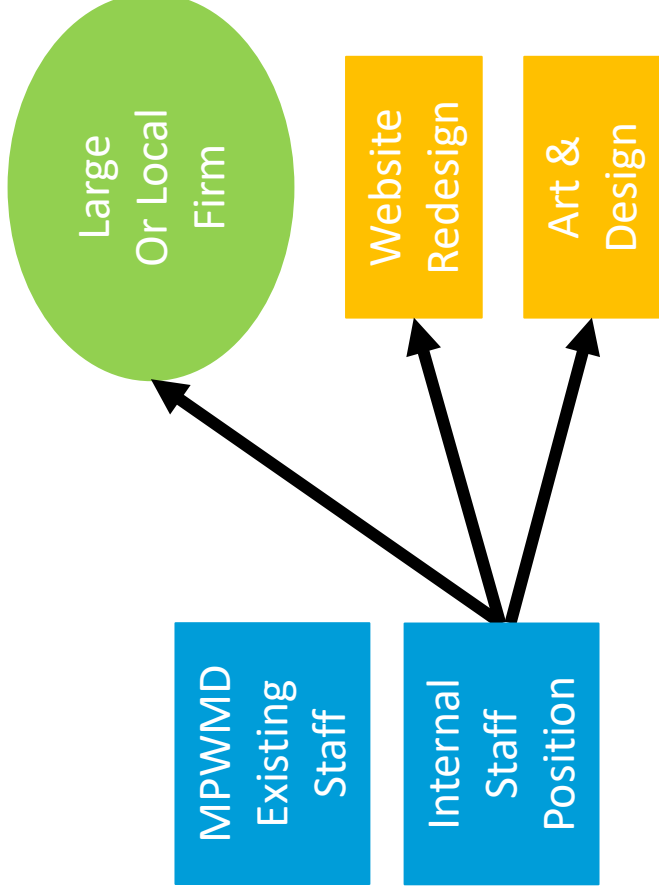 MPWMD
Existing
Staff
Internal
Staff
Position
Large
Or Local
Firm
Website
Redesign
Art &
Design